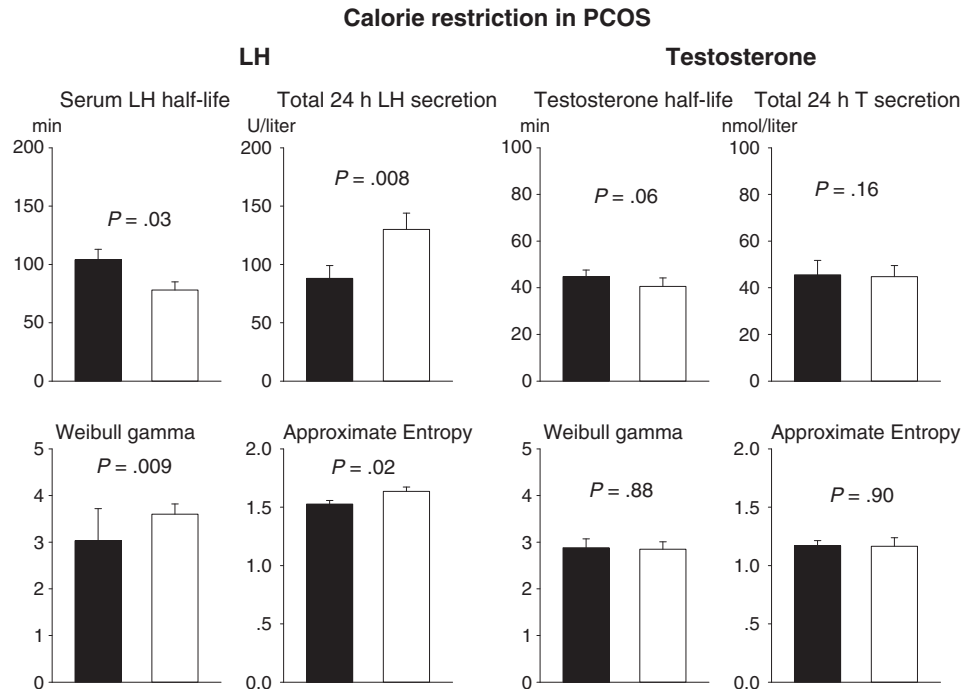 Calorie restriction in PCOS
LH
Testosterone
Serum LH half-life
min
200
150
100
50
0
P = .03
Total 24 h LH secretion
U/liter
200
150
100
50
0
P = .008
Testosterone half-life
min
100
80
60
40
20
0
P = .06
Total 24 h T secretion
nmol/liter
100
80
60
40
20
0
P = .16
Weibull gamma
5
4
3
2
1
0
P = .009
Approximate Entropy
2.0
1.5
1.0
.5
0
P = .02
Weibull gamma
5
4
3
2
1
0
P = .88
Approximate Entropy
2.0
1.5
1.0
.5
0
P = .90